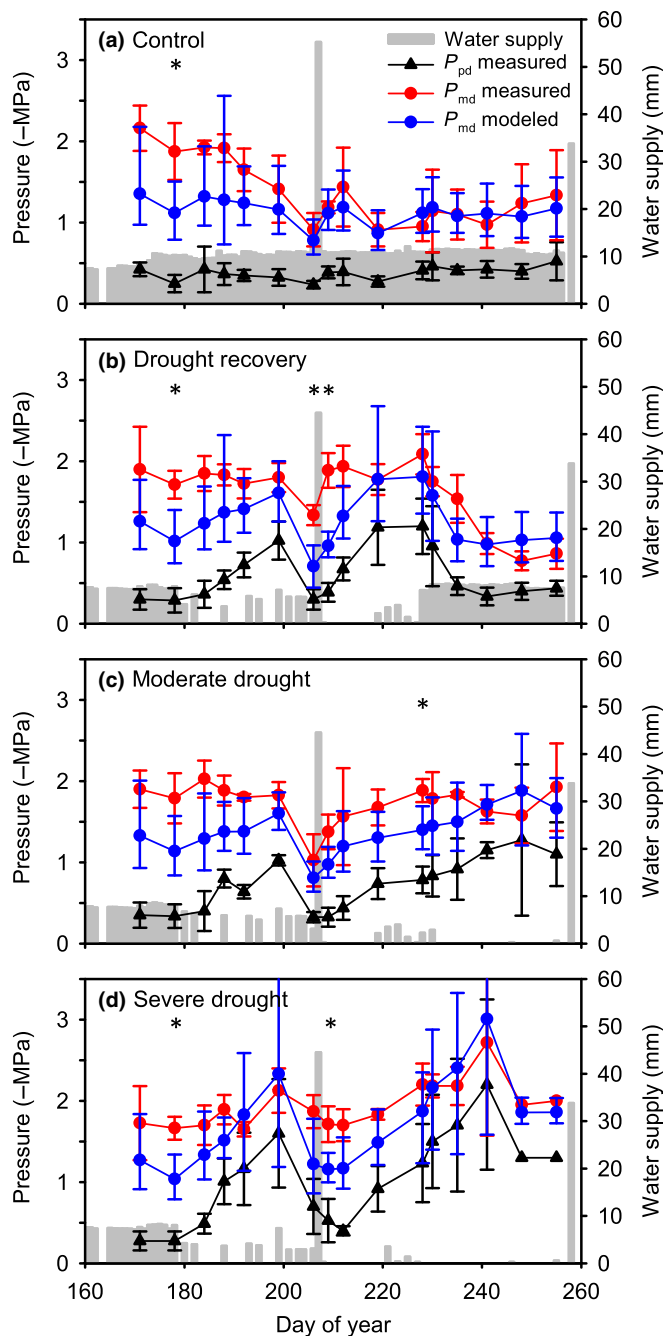 (a) Control
Water supply
Ppd measured
Pmd measured
Pmd modeled
*
Pressure (–MPa)
Water supply (mm)
3
2
1
0
60
50
40
30
20
10
0
(b) Drought recovery
* * *
Pressure (–MPa)
Water supply (mm)
3
2
1
0
60
50
40
30
20
10
0
(c) Moderate drought
*
Pressure (–MPa)
Water supply (mm)
3
2
1
0
60
50
40
30
20
10
0
(d) Severe drought
* *
Pressure (–MPa)
Water supply (mm)
3
2
1
0
60
50
40
30
20
10
0
160 180 200 220 240 260
Day of year